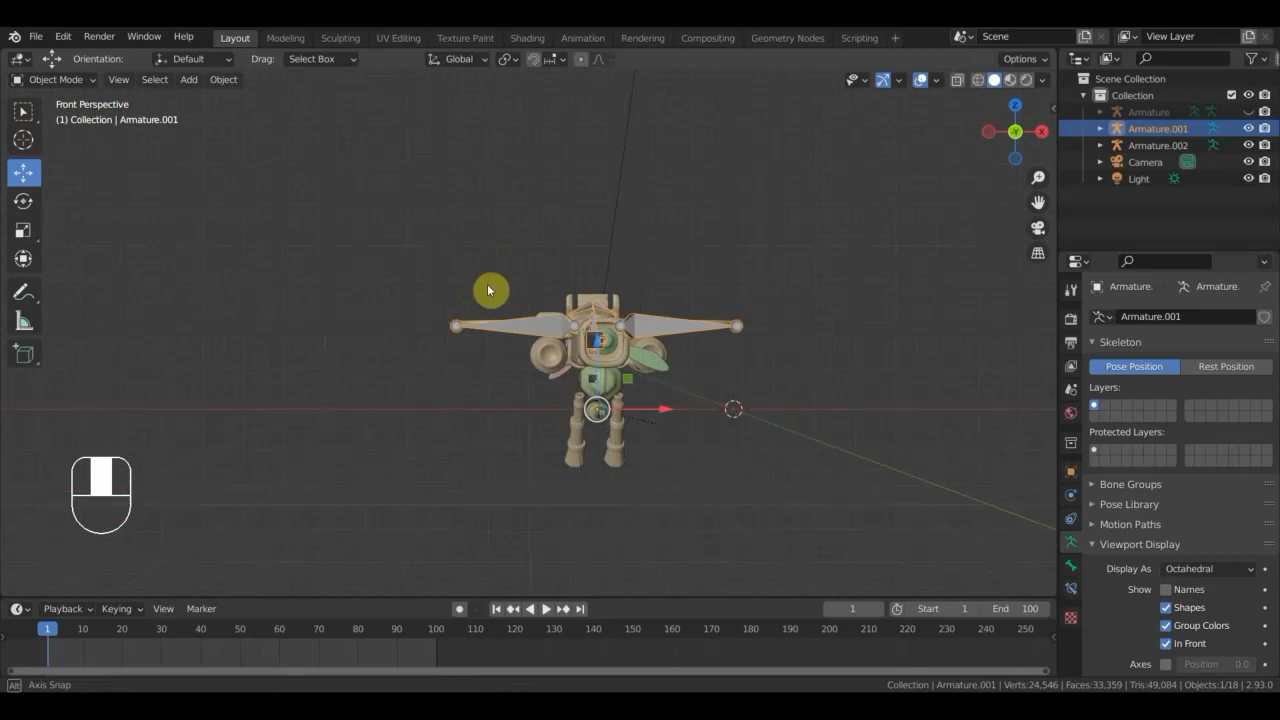 File Edit Render Window Help Layout Modeling Sculpting UV Editing Texture Paint Shading Animation Rendering Compositing Geometry Nodes Scripting + Scene View Layer
Orientation: Default Drag: Select Box Global Options
Object Mode View Select Add Object
Front Perspective
(1) Collection | Armature.001
Z
X
-Y
Scene Collection
Collection
Armature
Armature.001
Armature.002
Camera
Light
Armature. Armature.
Armature.001
Skeleton
Pose Position Rest Position
Layers:
Protected Layers:
Bone Groups
Pose Library
Motion Paths
Viewport Display
Display As Octahedral
Show Names
Shapes
Group Colors
In Front
Axes Position 0.0
Playback Keying View Marker 1 Start 1 End 100
1 10 20 30 40 50 60 70 80 90 100 110 120 130 140 150 160 170 180 190 200 210 220 230 240 250
Alt Axis Snap
Collection | Armature.001 | Verts:24,546 | Faces:33,359 | Tris:49,084 | Objects:1/18 | 2.93.0